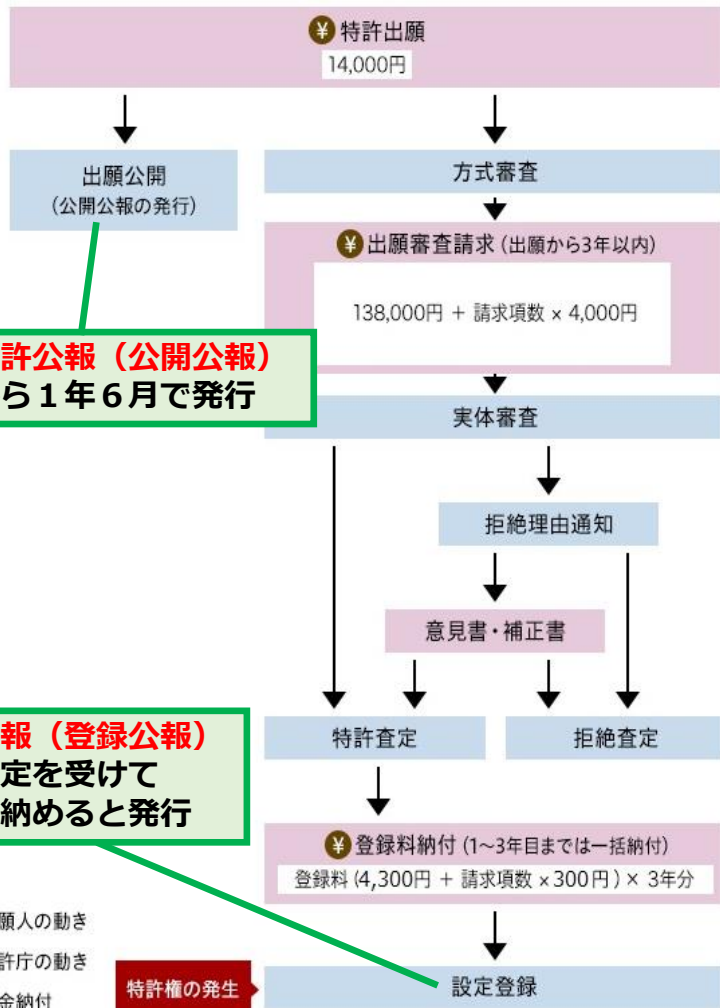 ¥ 特許出願
14,000円
出願公開
(公開公報の発行)
方式審査
¥ 出願審査請求 (出願から3年以内)
138,000円 + 請求項数 × 4,000円
許公報（公開公報）
ら１年６月で発行
実体審査
拒絶理由通知
意見書・補正書
特許査定
拒絶査定
報（登録公報）
定を受けて
納めると発行
¥ 登録料納付 (1~3年目までは一括納付)
登録料 (4,300円 + 請求項数 ×300円) × 3年分
願人の動き
許庁の動き
金納付
特許権の発生
設定登録